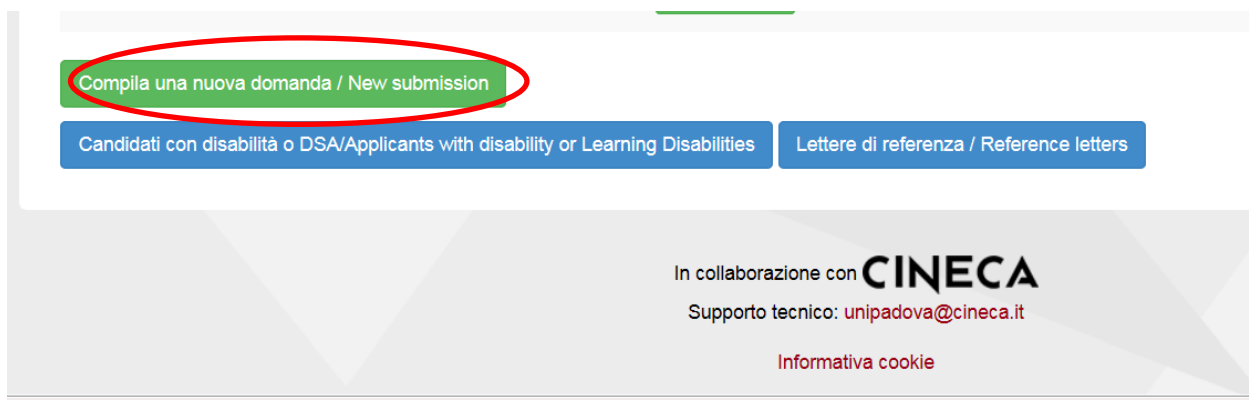 Compila una nuova domanda / New submission
Candidati con disabilità o DSA/Applicants with disability or Learning Disabilities
Lettere di referenza / Reference letters
In collaborazione con CINECA
Supporto tecnico: unipadova@cineca.it
Informativa cookie